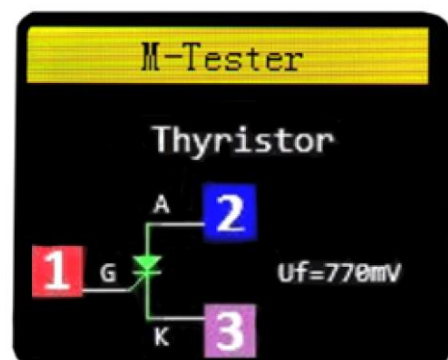 M-Tester
Thyristor
A 2
1 G Uf=770mV
K 3